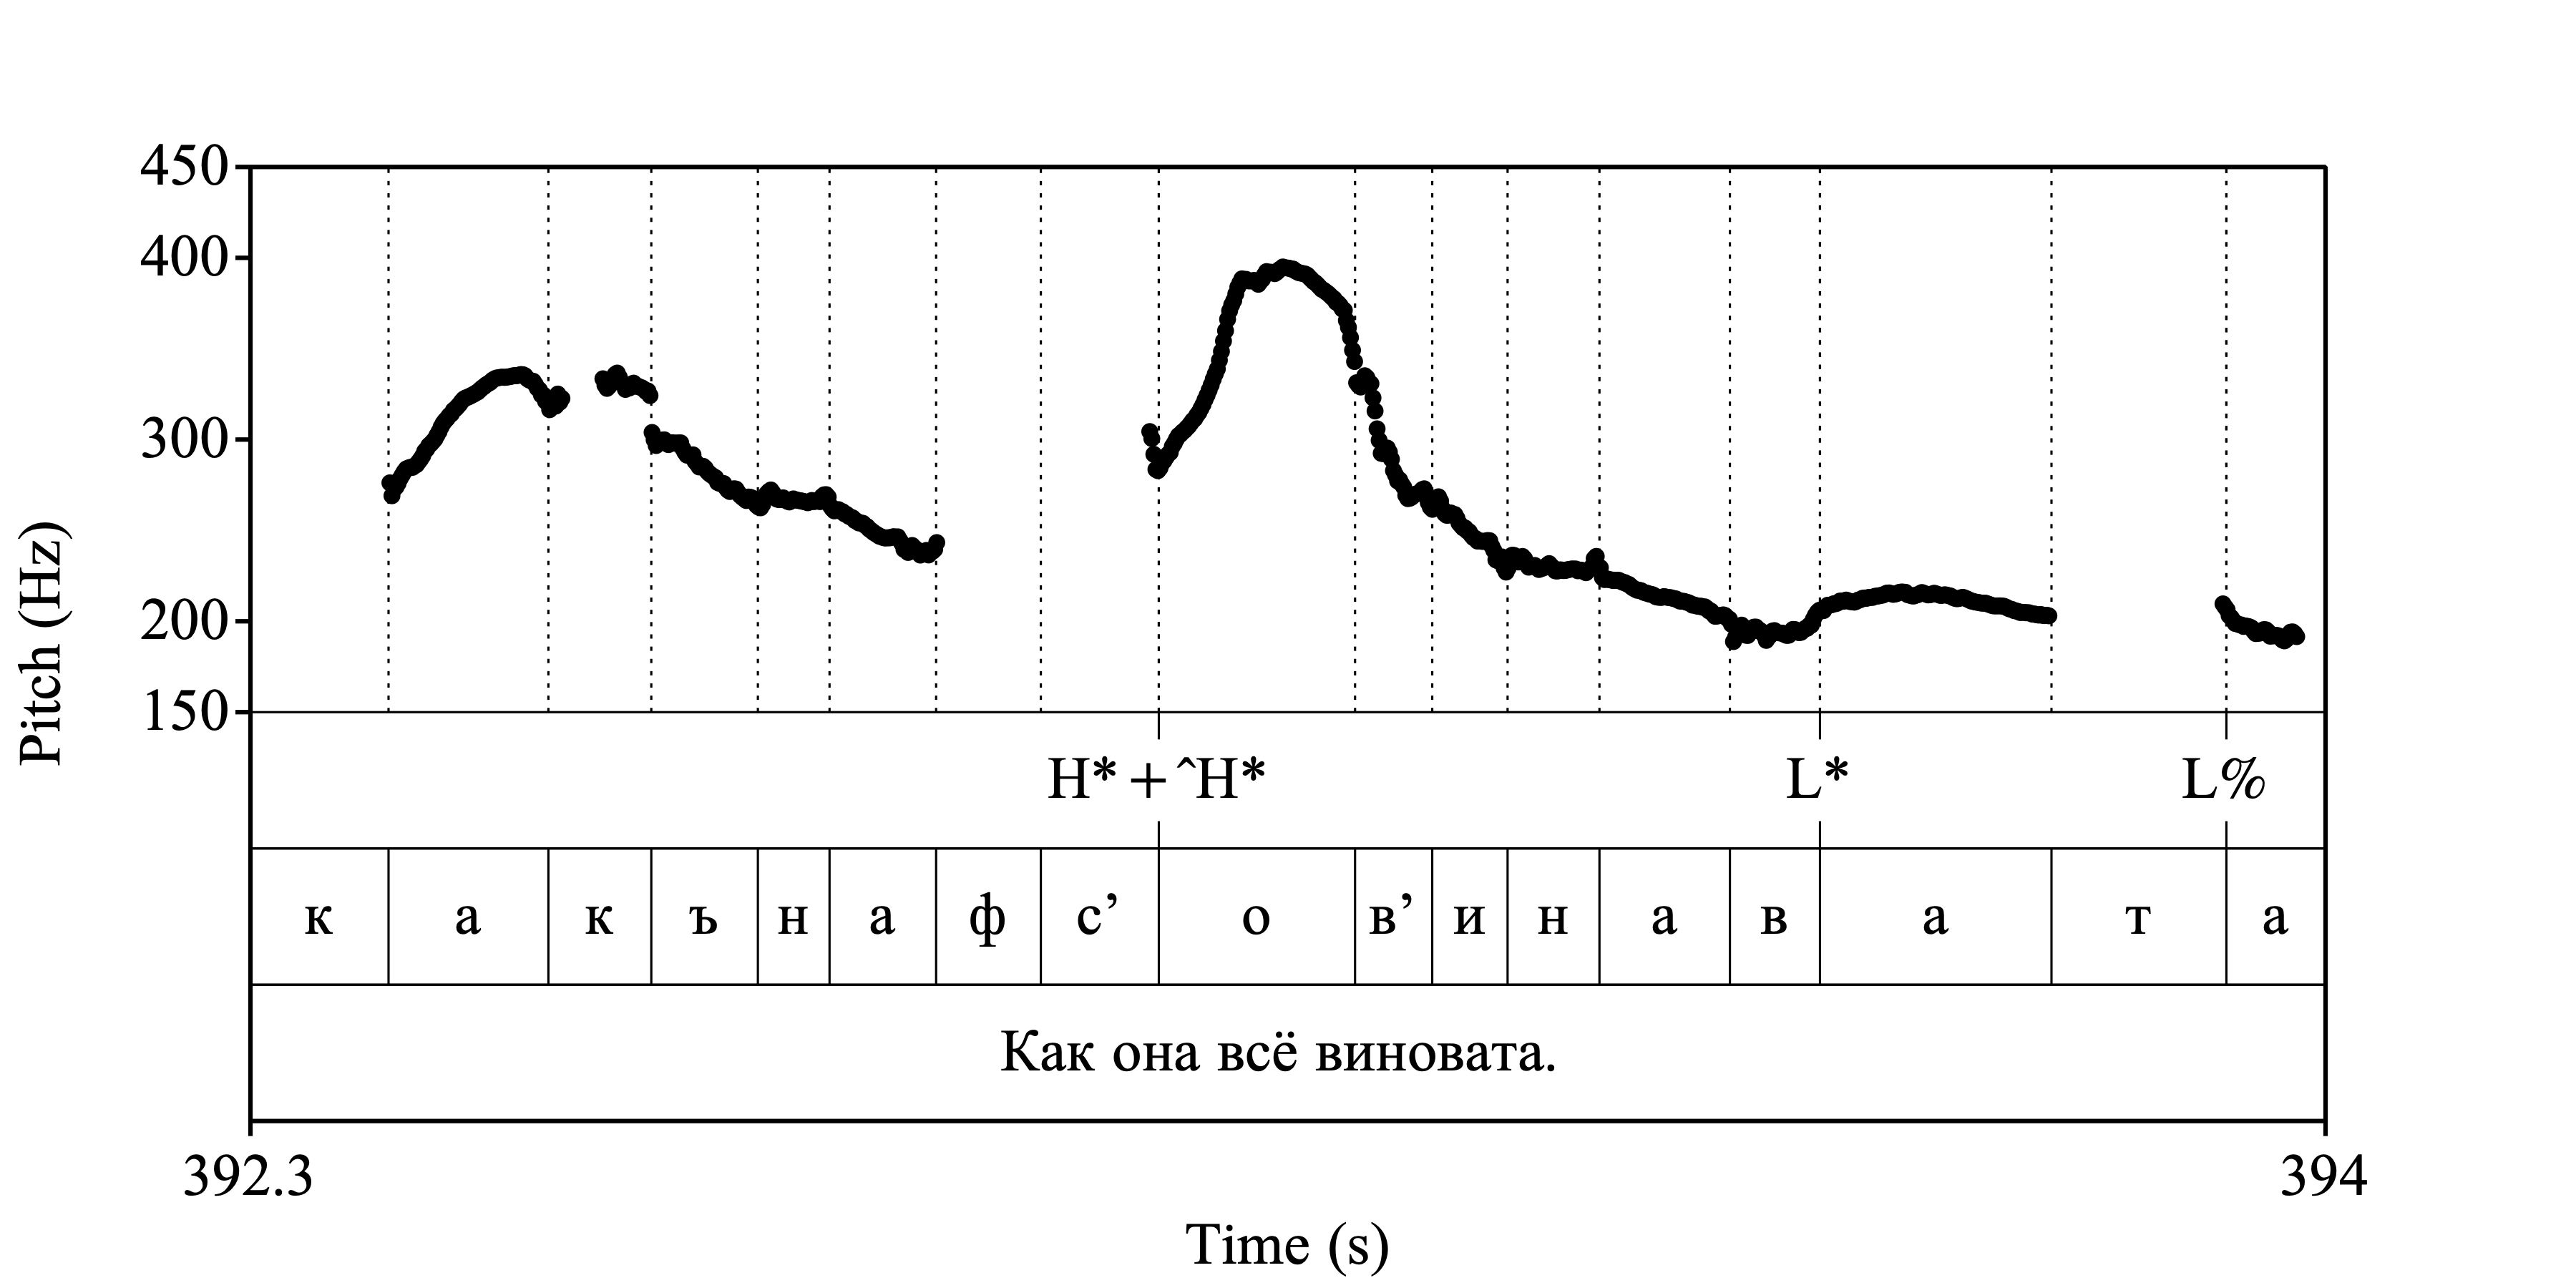 450
400
300
200
150
Pitch (Hz)
H* + ˆH* L* L%
к а к ъ н а ф с’ о в’ и н а в а т а
Как она всё виновата.
392.3 394
Time (s)